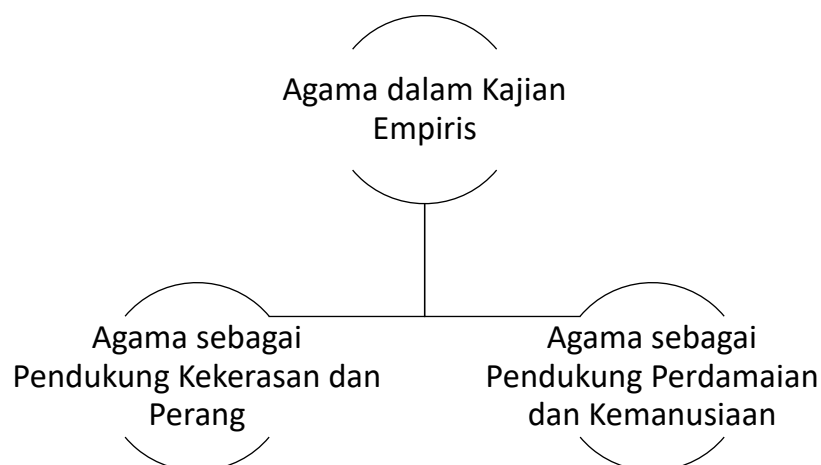 Agama dalam Kajian
Empiris
Agama sebagai
Pendukung Kekerasan dan
Perang
Agama sebagai
Pendukung Perdamaian
dan Kemanusiaan